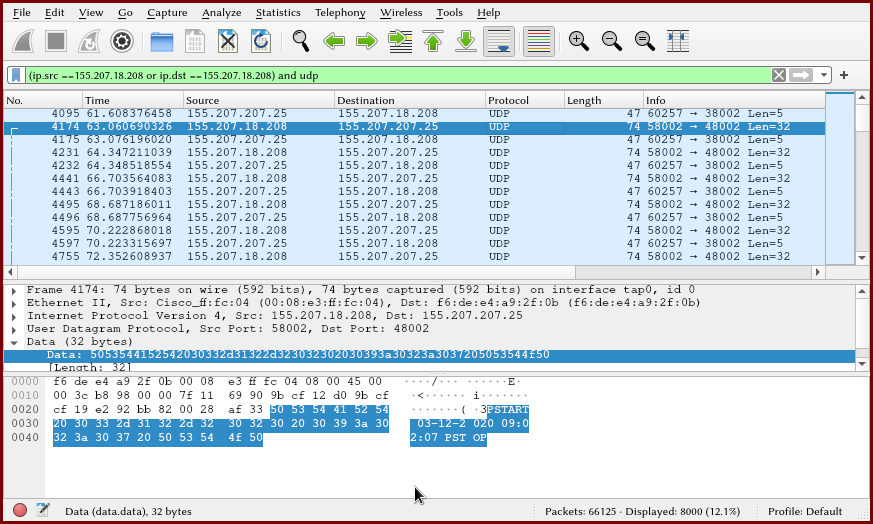 File Edit View Go Capture Analyze Statistics Telephony Wireless Tools Help
(ip.src ==155.207.18.208 or ip.dst ==155.207.18.208) and udp
No. Time Source Destination Protocol Length Info
4095 61.608376458 155.207.207.25 155.207.18.208 UDP 47 60257 → 38002 Len=5
4174 63.060690326 155.207.18.208 155.207.207.25 UDP 74 58002 → 48002 Len=32
4175 63.076196020 155.207.207.25 155.207.18.208 UDP 47 60257 → 38002 Len=5
4231 64.347211039 155.207.18.208 155.207.207.25 UDP 74 58002 → 48002 Len=32
4232 64.348518554 155.207.207.25 155.207.18.208 UDP 47 60257 → 38002 Len=5
4441 66.703564083 155.207.18.208 155.207.207.25 UDP 74 58002 → 48002 Len=32
4443 66.703918403 155.207.207.25 155.207.18.208 UDP 47 60257 → 38002 Len=5
4495 68.687186011 155.207.18.208 155.207.207.25 UDP 74 58002 → 48002 Len=32
4496 68.687756964 155.207.207.25 155.207.18.208 UDP 47 60257 → 38002 Len=5
4595 70.222868018 155.207.18.208 155.207.207.25 UDP 74 58002 → 48002 Len=32
4597 70.223315697 155.207.207.25 155.207.18.208 UDP 47 60257 → 38002 Len=5
4755 72.352608937 155.207.18.208 155.207.207.25 UDP 74 58002 → 48002 Len=32
Frame 4174: 74 bytes on wire (592 bits), 74 bytes captured (592 bits) on interface tap0, id 0
Ethernet II, Src: Cisco_ff:fc:04 (00:08:e3:ff:fc:04), Dst: f6:de:e4:a9:2f:0b (f6:de:e4:a9:2f:0b)
Internet Protocol Version 4, Src: 155.207.18.208, Dst: 155.207.207.25
User Datagram Protocol, Src Port: 58002, Dst Port: 48002
Data (32 bytes)
Data: 5053544152542030332d31322d323032302030393a30323a3037205053544f50
[Length: 32]
0000 f6 de e4 a9 2f 0b 00 08 e3 ff fc 04 08 00 45 00 ····/··· ······E·
0010 00 3c b8 98 00 00 7f 11 69 90 9b cf 12 d0 9b cf ·<······ i·······
0020 cf 19 e2 92 bb 82 00 28 af 33 50 53 54 41 52 54 ·······( ·3PSTART
0030 20 30 33 2d 31 32 2d 32 30 32 30 20 30 39 3a 30 03-12-2 020 09:0
0040 32 3a 30 37 20 50 53 54 4f 50 2:07 PST OP
Data (data.data), 32 bytes Packets: 66125 · Displayed: 8000 (12.1%) Profile: Default